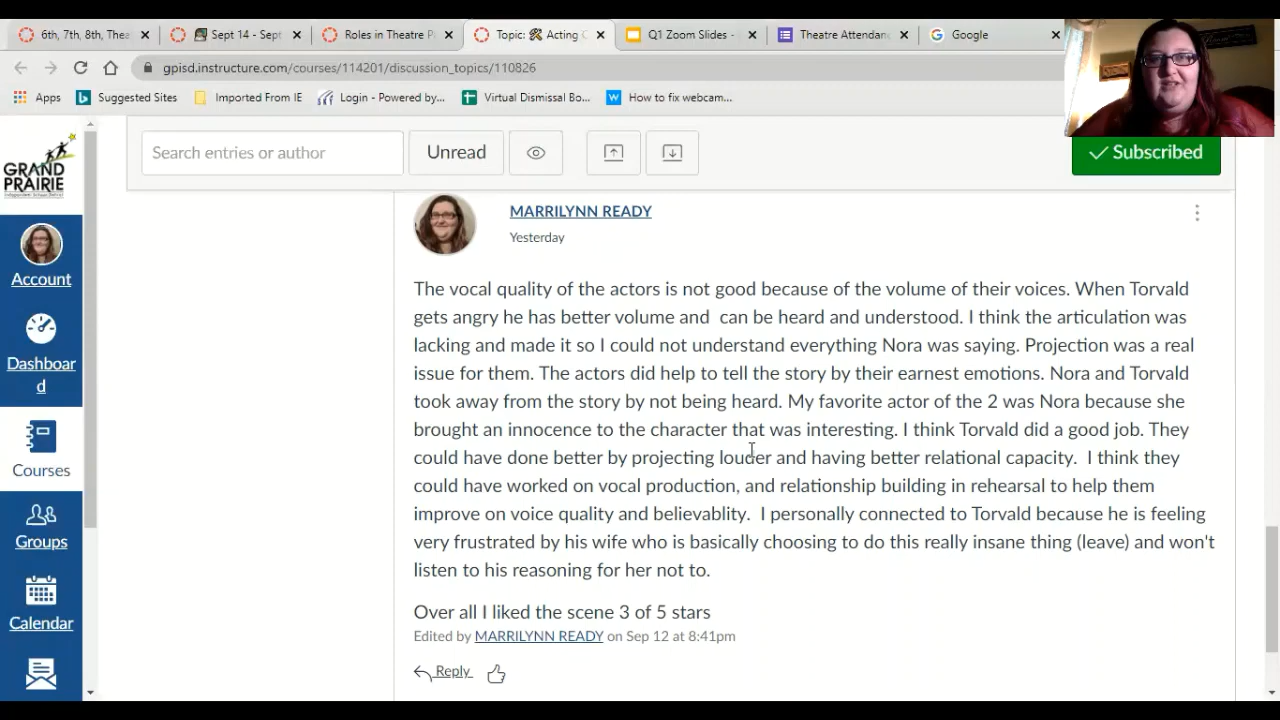 6th, 7th, 8th, Thea
Sept 14 - Sept
Roles in Theatre P
Topic: Acting C
Q1 Zoom Slides -
Theatre Attendanc
Google
gpisd.instructure.com/courses/114201/discussion_topics/110826
Apps
Suggested Sites
Imported From IE
Login - Powered by...
Virtual Dismissal Bo...
How to fix webcam...
GRAND
PRAIRIE
Search entries or author
Unread
Subscribed
Account
Dashboar
d
Courses
Groups
Calendar
MARRILYNN READY
Yesterday
The vocal quality of the actors is not good because of the volume of their voices. When Torvald
gets angry he has better volume and  can be heard and understood. I think the articulation was
lacking and made it so I could not understand everything Nora was saying. Projection was a real
issue for them. The actors did help to tell the story by their earnest emotions. Nora and Torvald
took away from the story by not being heard. My favorite actor of the 2 was Nora because she
brought an innocence to the character that was interesting. I think Torvald did a good job. They
could have done better by projecting louder and having better relational capacity.  I think they
could have worked on vocal production, and relationship building in rehearsal to help them
improve on voice quality and believablity.  I personally connected to Torvald because he is feeling
very frustrated by his wife who is basically choosing to do this really insane thing (leave) and won't
listen to his reasoning for her not to.
Over all I liked the scene 3 of 5 stars
Edited by MARRILYNN READY on Sep 12 at 8:41pm
Reply